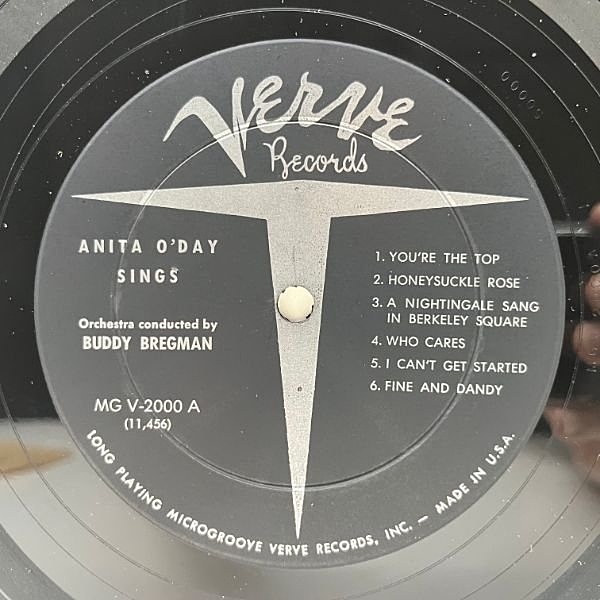 Verve
Records
ANITA O'DAY
SINGS
Orchestra conducted by
BUDDY BREGMAN
MG V-2000 A
(11,456)
1. YOU'RE THE TOP
2. HONEYSUCKLE ROSE
3. A NIGHTINGALE SANG
IN BERKELEY SQUARE
4. WHO CARES
5. I CAN'T GET STARTED
6. FINE AND DANDY
LONG PLAYING MICROGROOVE VERVE RECORDS, INC. — MADE IN U.S.A.